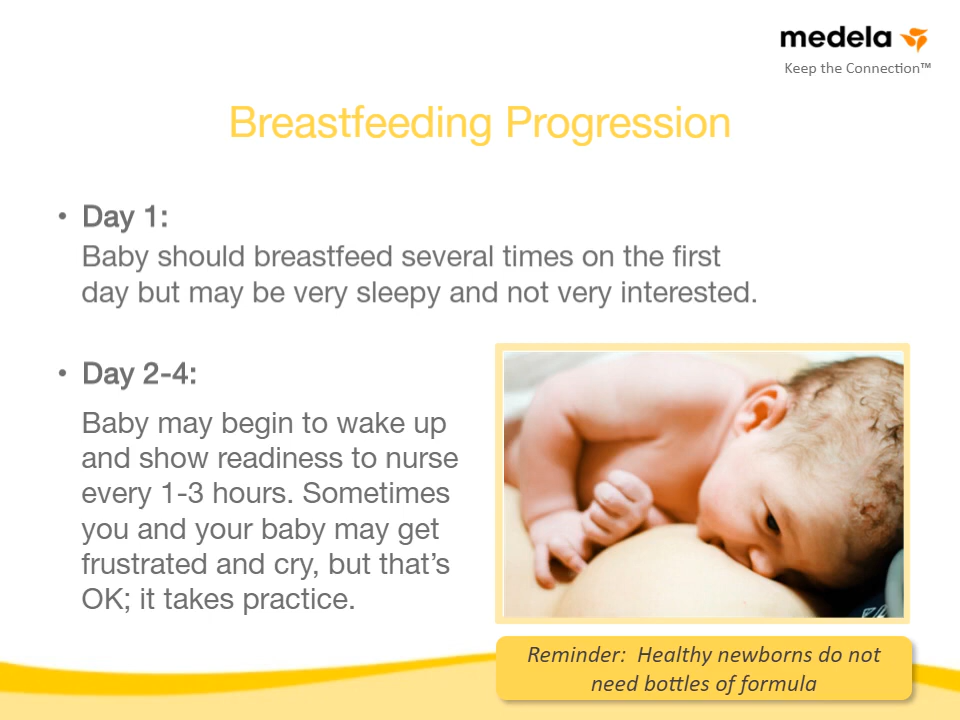 medela
Keep the Connection™
Breastfeeding Progression
• Day 1:
Baby should breastfeed several times on the first
day but may be very sleepy and not very interested.
• Day 2-4:
Baby may begin to wake up
and show readiness to nurse
every 1-3 hours. Sometimes
you and your baby may get
frustrated and cry, but that’s
OK; it takes practice.
Reminder:  Healthy newborns do not
need bottles of formula